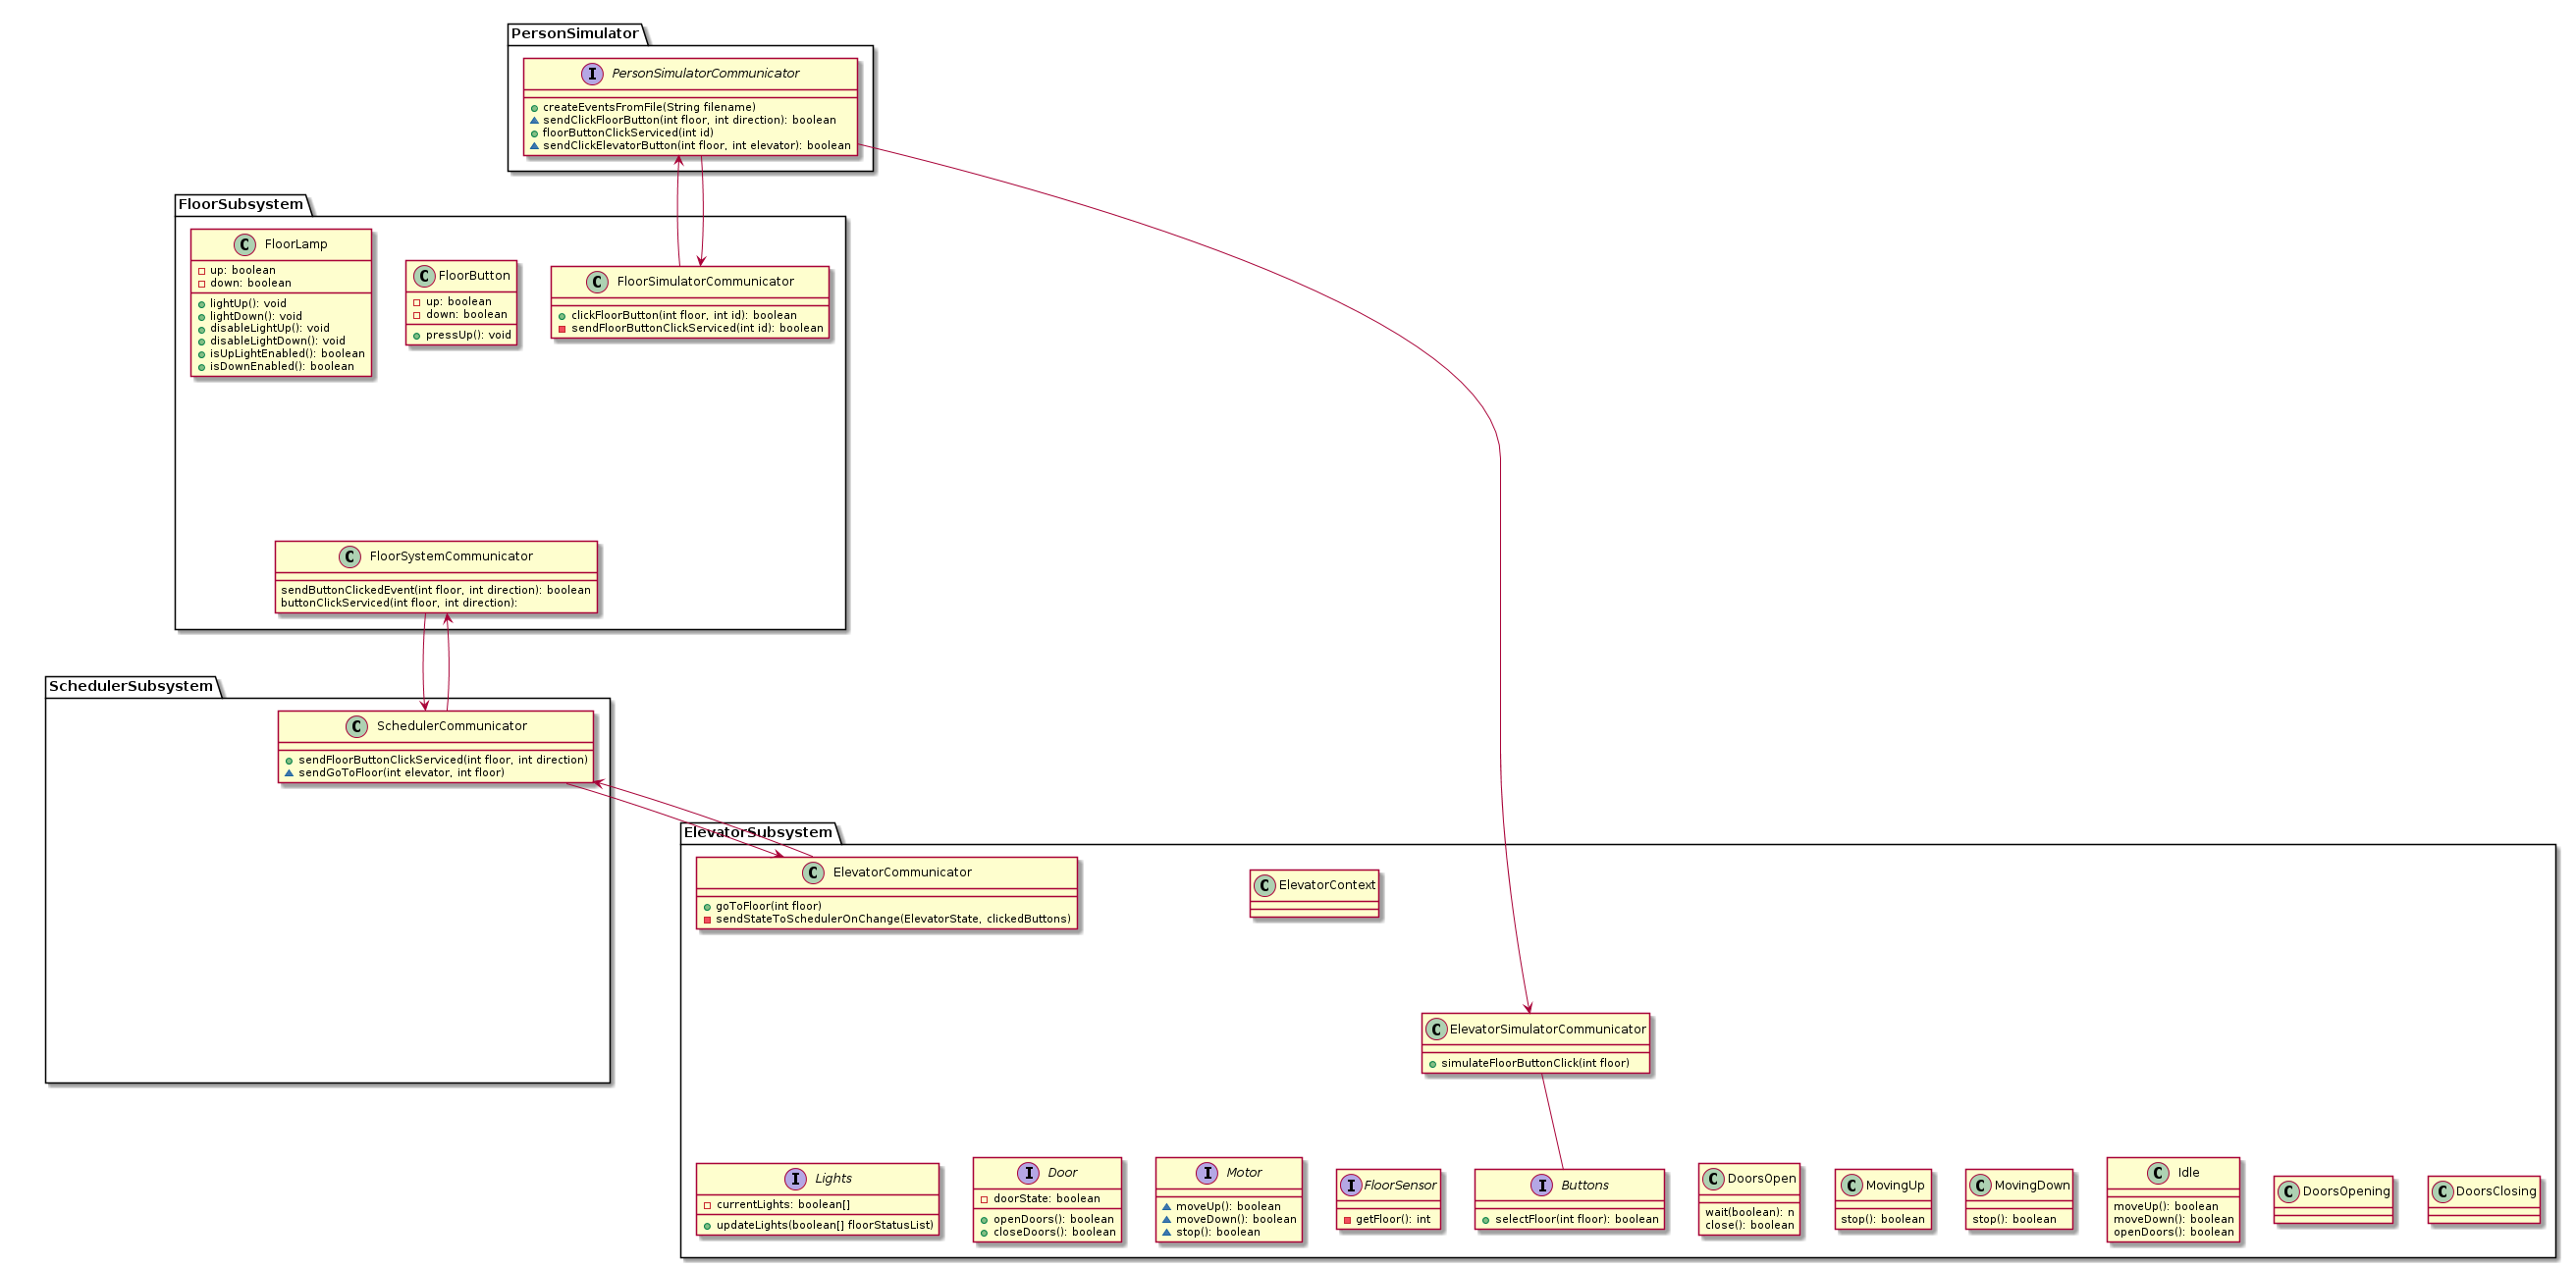 PersonSimulator
I PersonSimulatorCommunicator
createEventsFromFile(String filename)
sendClickFloorButton(int floor, int direction): boolean
floorButtonClickServiced(int id)
sendClickElevatorButton(int floor, int elevator): boolean
FloorSubsystem
C FloorLamp
up: boolean
down: boolean
lightUp(): void
lightDown(): void
disableLightUp(): void
disableLightDown(): void
isUpLightEnabled(): boolean
isDownEnabled(): boolean
C FloorButton
up: boolean
down: boolean
pressUp(): void
C FloorSimulatorCommunicator
clickFloorButton(int floor, int id): boolean
sendFloorButtonClickServiced(int id): boolean
C FloorSystemCommunicator
sendButtonClickedEvent(int floor, int direction): boolean
buttonClickServiced(int floor, int direction):
SchedulerSubsystem
C SchedulerCommunicator
sendFloorButtonClickServiced(int floor, int direction)
sendGoToFloor(int elevator, int floor)
ElevatorSubsystem
C ElevatorCommunicator
goToFloor(int floor)
sendStateToSchedulerOnChange(ElevatorState, clickedButtons)
C ElevatorContext
C ElevatorSimulatorCommunicator
simulateFloorButtonClick(int floor)
I Lights
currentLights: boolean[]
updateLights(boolean[] floorStatusList)
I Door
doorState: boolean
openDoors(): boolean
closeDoors(): boolean
I Motor
moveUp(): boolean
moveDown(): boolean
stop(): boolean
I FloorSensor
getFloor(): int
I Buttons
selectFloor(int floor): boolean
C DoorsOpen
wait(boolean): n
close(): boolean
C MovingUp
stop(): boolean
C MovingDown
stop(): boolean
C Idle
moveUp(): boolean
moveDown(): boolean
openDoors(): boolean
C DoorsOpening
C DoorsClosing